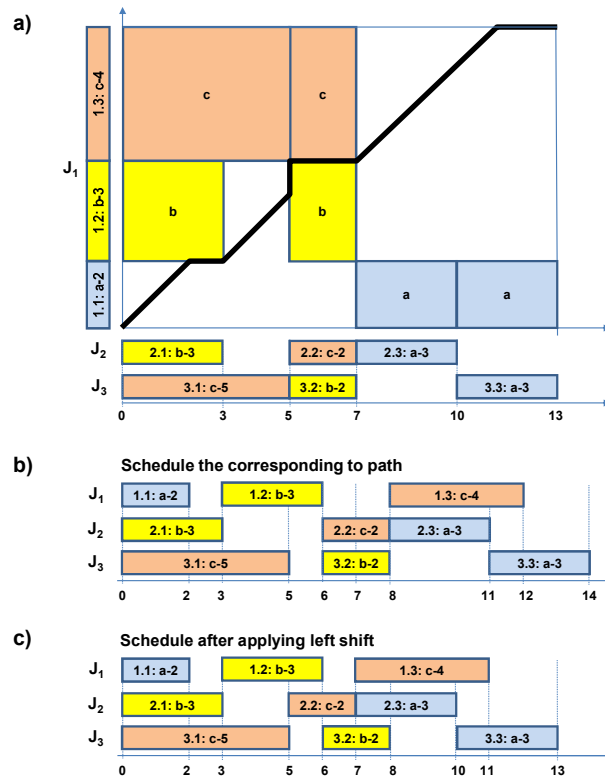 a)
1.3: c-4
c
c
J1
1.2: b-3
b
b
1.1: a-2
a
a
J2
2.1: b-3
2.2: c-2
2.3: a-3
J3
3.1: c-5
3.2: b-2
3.3: a-3
0 3 5 7 10 13
b)
Schedule the corresponding to path
J1
1.1: a-2
1.2: b-3
1.3: c-4
J2
2.1: b-3
2.2: c-2
2.3: a-3
J3
3.1: c-5
3.2: b-2
3.3: a-3
0 2 3 5 6 7 8 11 12 14
c)
Schedule after applying left shift
J1
1.1: a-2
1.2: b-3
1.3: c-4
J2
2.1: b-3
2.2: c-2
2.3: a-3
J3
3.1: c-5
3.2: b-2
3.3: a-3
0 2 3 5 6 7 8 10 11 13